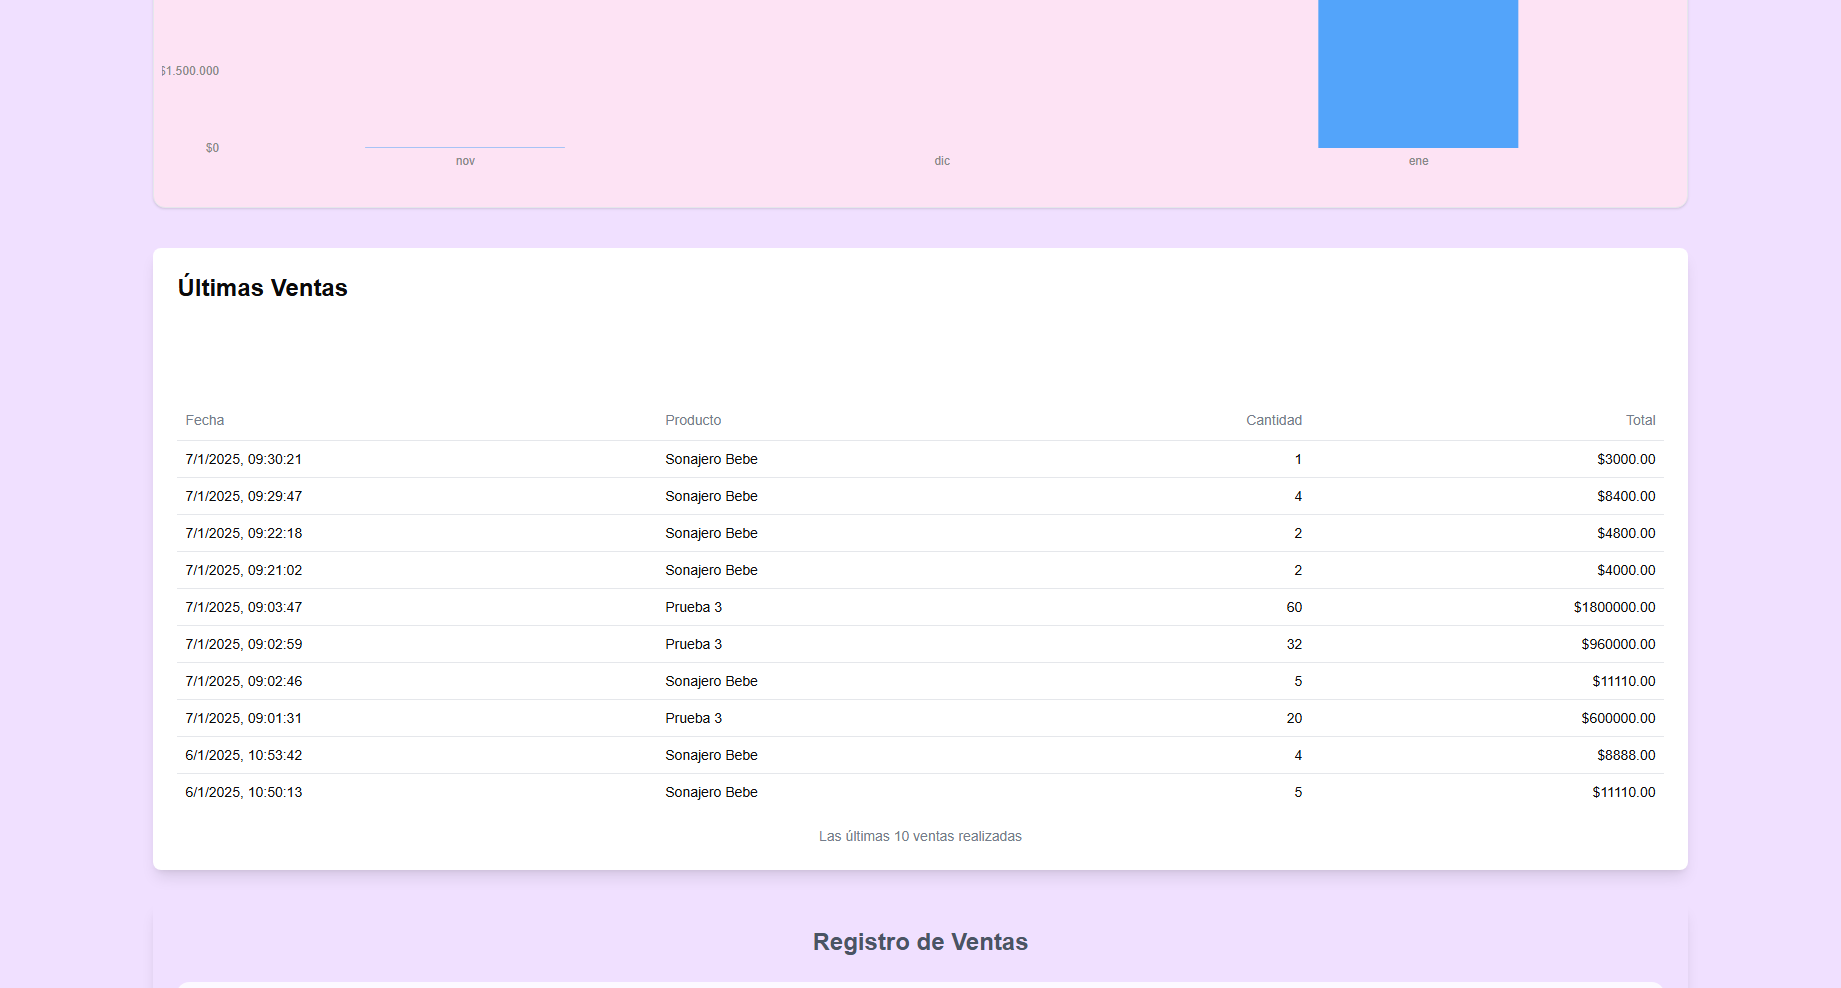 $1.500.000
$0
nov dic ene
Últimas Ventas
Fecha Producto Cantidad Total
7/1/2025, 09:30:21 Sonajero Bebe 1 $3000.00
7/1/2025, 09:29:47 Sonajero Bebe 4 $8400.00
7/1/2025, 09:22:18 Sonajero Bebe 2 $4800.00
7/1/2025, 09:21:02 Sonajero Bebe 2 $4000.00
7/1/2025, 09:03:47 Prueba 3 60 $1800000.00
7/1/2025, 09:02:59 Prueba 3 32 $960000.00
7/1/2025, 09:02:46 Sonajero Bebe 5 $11110.00
7/1/2025, 09:01:31 Prueba 3 20 $600000.00
6/1/2025, 10:53:42 Sonajero Bebe 4 $8888.00
6/1/2025, 10:50:13 Sonajero Bebe 5 $11110.00
Las últimas 10 ventas realizadas
Registro de Ventas